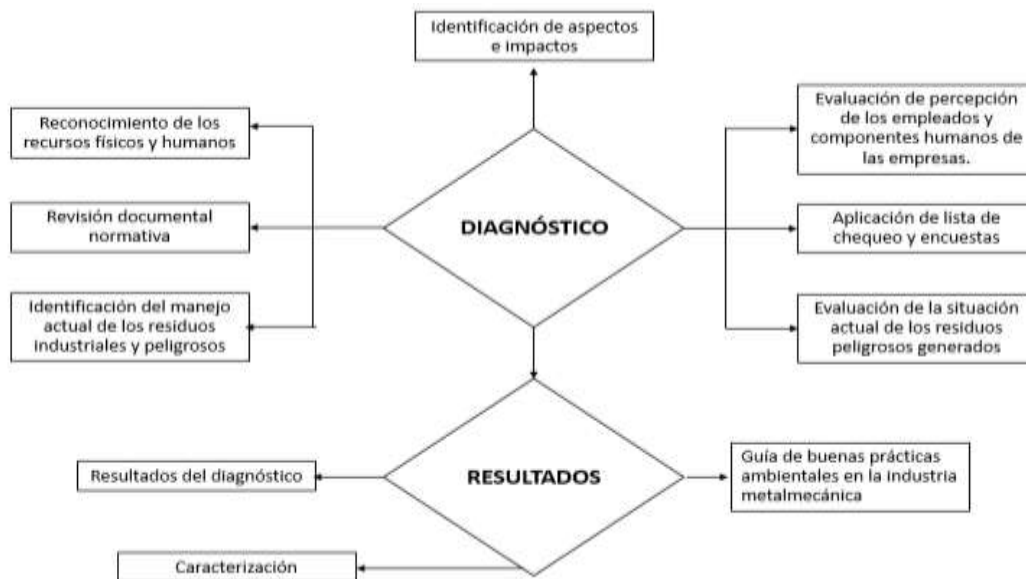 Identificación de aspectos
e impactos
Reconocimiento de los
recursos físicos y humanos
Evaluación de percepción
de los empleados y
componentes humanos de
las empresas.
Revisión documental
normativa
DIAGNÓSTICO
Aplicación de lista de
chequeo y encuestas
Identificación del manejo
actual de los residuos
industriales y peligrosos
Evaluación de la situación
actual de los residuos
peligrosos generados
Resultados del diagnóstico
RESULTADOS
Guía de buenas prácticas
ambientales en la industria
metalmecánica
Caracterización